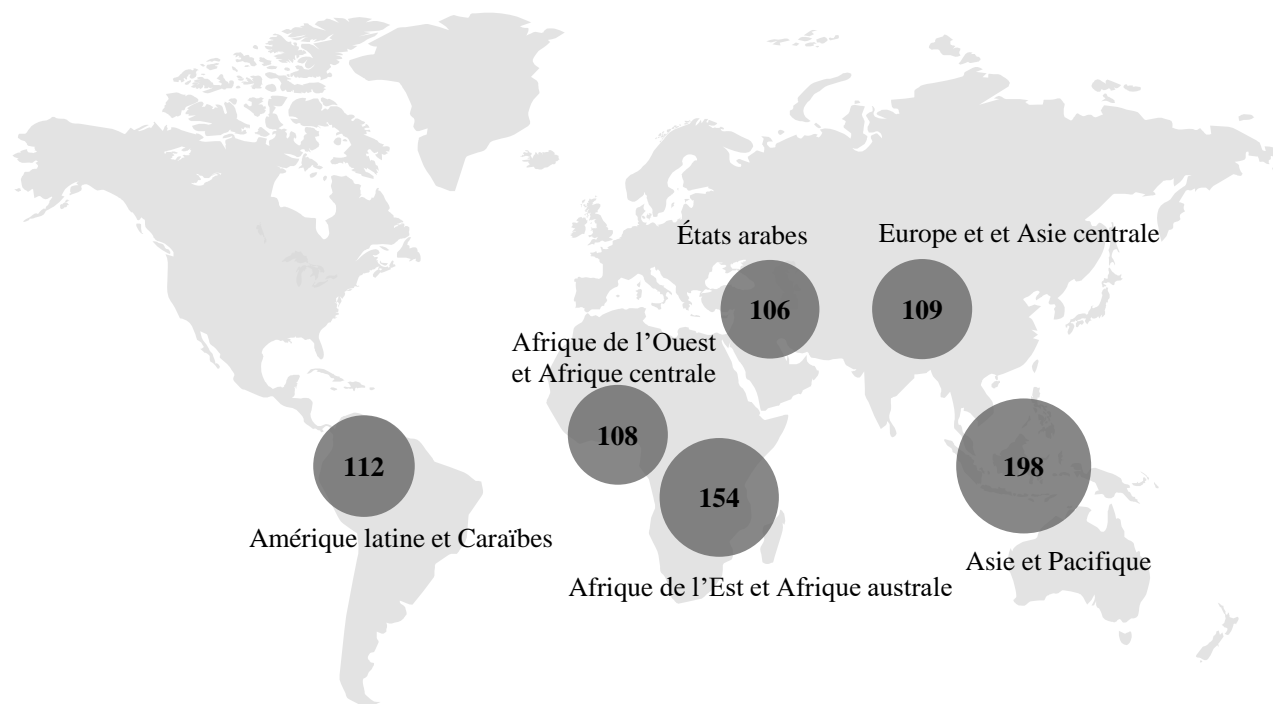 États arabes
106
Europe et et Asie centrale
109
Afrique de l’Ouest
et Afrique centrale
108
112
Amérique latine et Caraïbes
154
Afrique de l’Est et Afrique australe
198
Asie et Pacifique